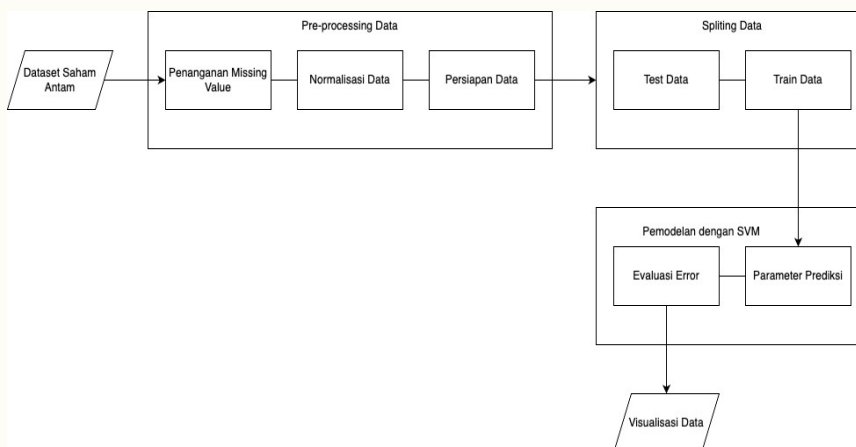 Pre-processing Data
Spliting Data
Dataset Saham
Antam
Penanganan Missing
Value
Normalisasi Data
Persiapan Data
Test Data
Train Data
Pemodelan dengan SVM
Evaluasi Error
Parameter Prediksi
Visualisasi Data